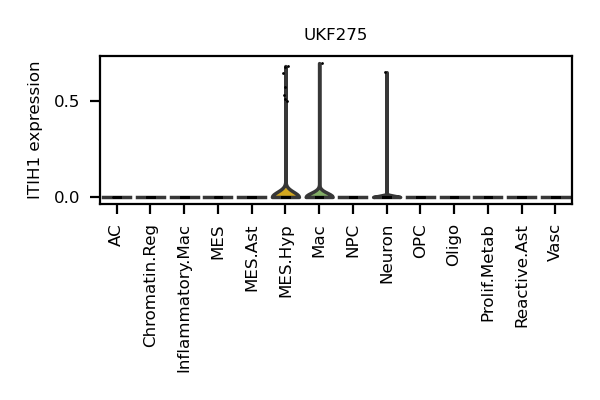 UKF275
ITIH1 expression
0.5
0.0
AC
Chromatin.Reg
Inflammatory.Mac
MES
MES.Ast
MES.Hyp
Mac
NPC
Neuron
OPC
Oligo
Prolif.Metab
Reactive.Ast
Vasc